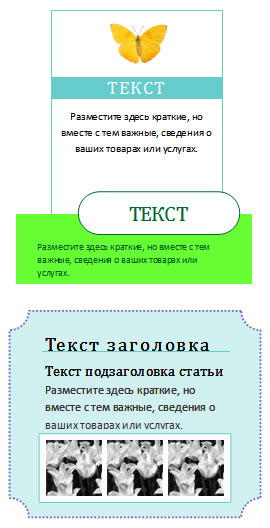 ТЕКСТ
Разместите здесь краткие, но
вместе с тем важные, сведения о
ваших товарах или услугах.
ТЕКСТ
Разместите здесь краткие, но вместе с тем
важные, сведения о ваших товарах или
услугах.
Текст заголовка
Текст подзаголовка статьи
Разместите здесь краткие, но
вместе с тем важные, сведения о
ваших товарах или услугах.